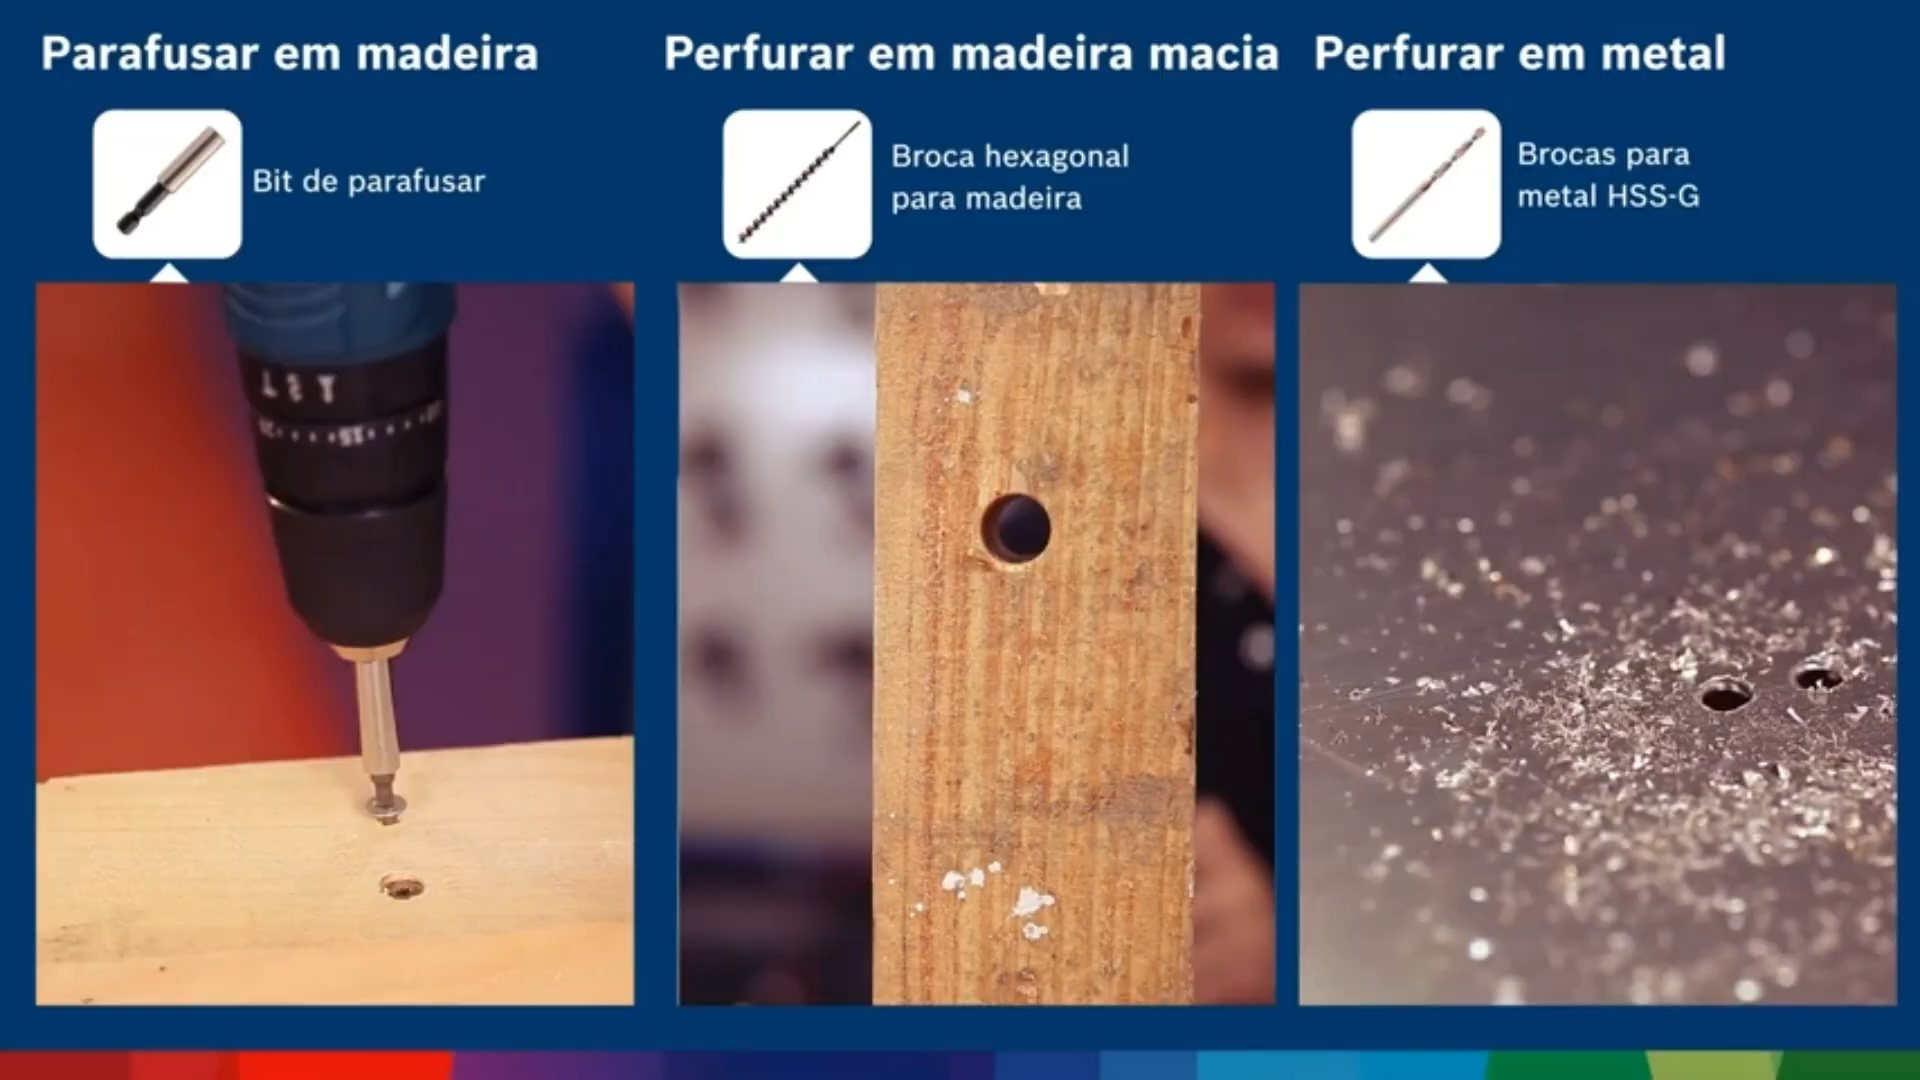 Parafusar em madeira
Bit de parafusar
Perfurar em madeira macia
Broca hexagonal
para madeira
Perfurar em metal
Brocas para
metal HSS-G